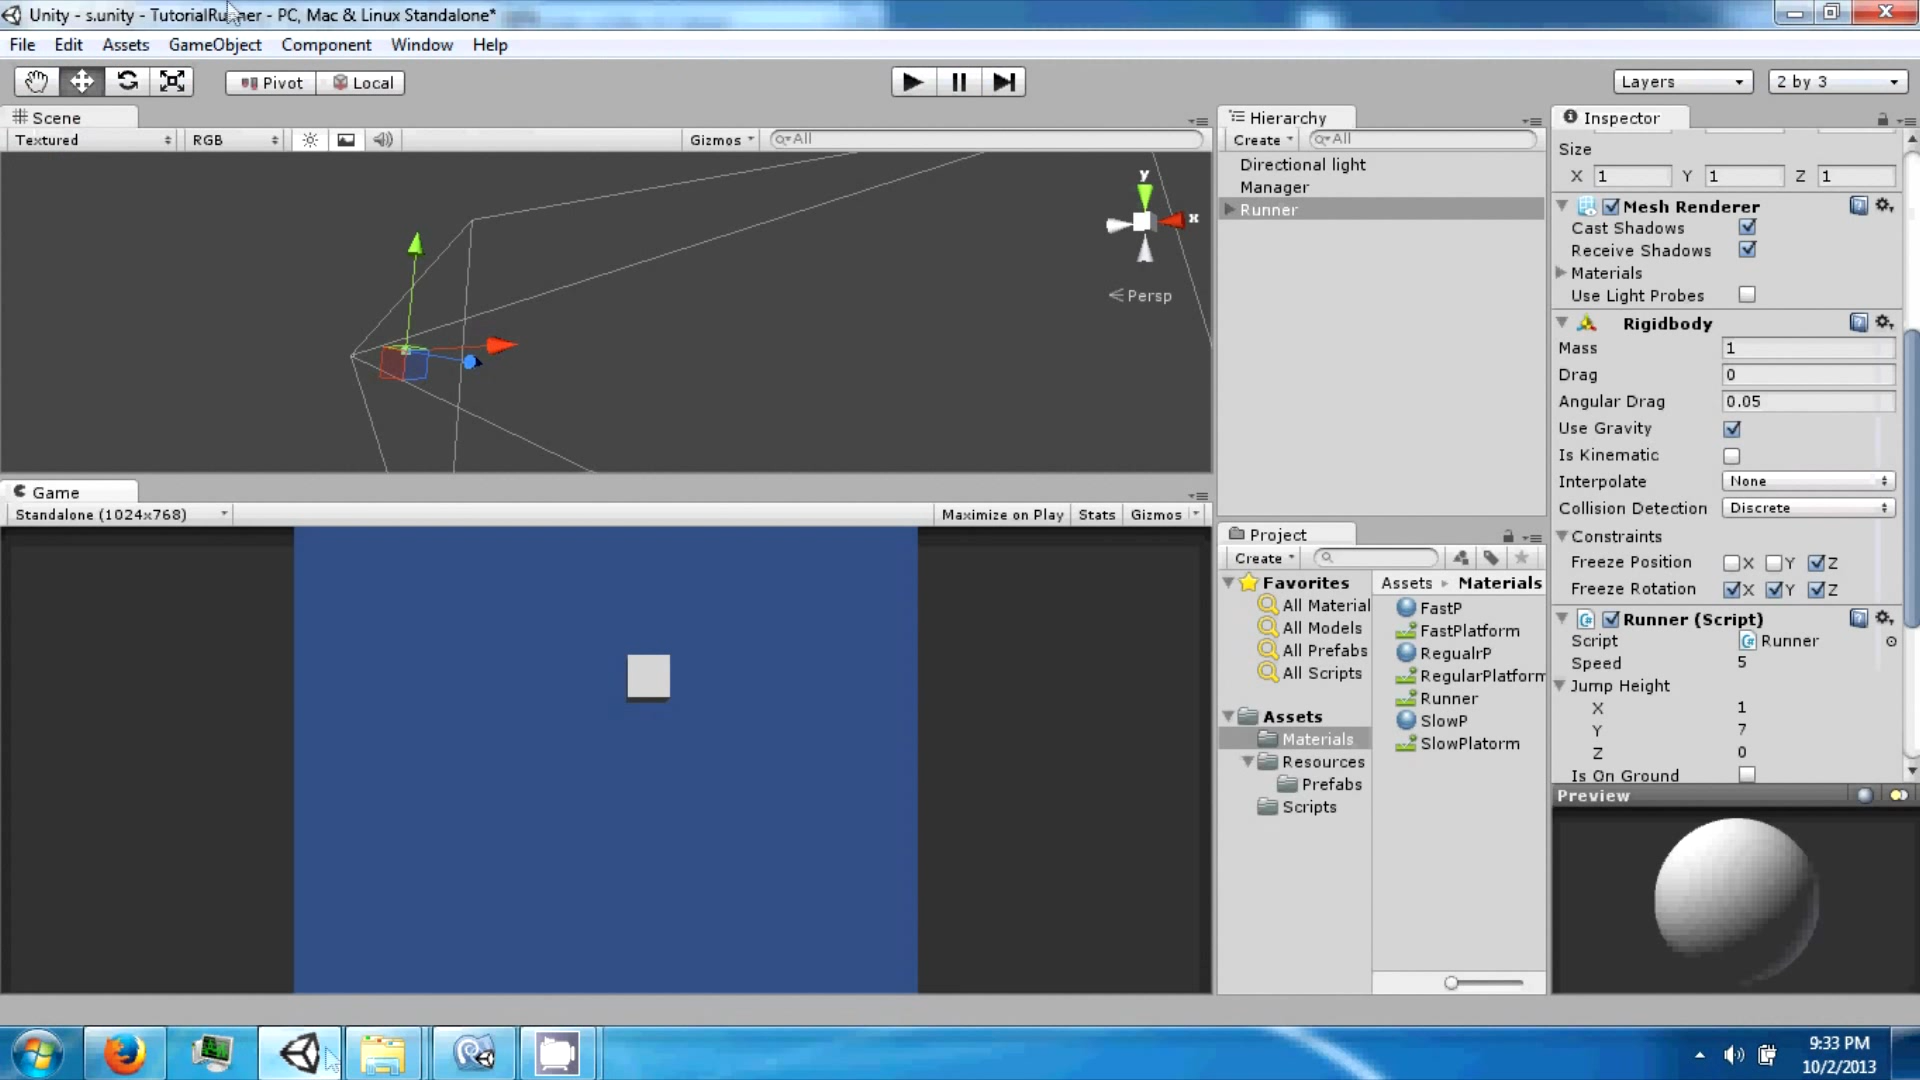 Unity - s.unity - TutorialRunner - PC, Mac & Linux Standalone*
File Edit Assets GameObject Component Window Help
Pivot Local Layers 2 by 3
Scene
Textured RGB Gizmos All
y
x
Persp
Game
Standalone (1024x768) Maximize on Play Stats Gizmos
Hierarchy
Create All
Directional light
Manager
Runner
Project
Create
Favorites
All Material
All Models
All Prefabs
All Scripts
Assets
Materials
Resources
Prefabs
Scripts
Assets Materials
FastP
FastPlatform
RegualrP
RegularPlatform
Runner
SlowP
SlowPlatorm
Inspector
Size
X 1 Y 1 Z 1
Mesh Renderer
Cast Shadows
Receive Shadows
Materials
Use Light Probes
Rigidbody
Mass 1
Drag 0
Angular Drag 0.05
Use Gravity
Is Kinematic
Interpolate None
Collision Detection Discrete
Constraints
Freeze Position X Y Z
Freeze Rotation X Y Z
Runner (Script)
Script Runner
Speed 5
Jump Height
X 1
Y 7
Z 0
Is On Ground
Preview
9:33 PM
10/2/2013